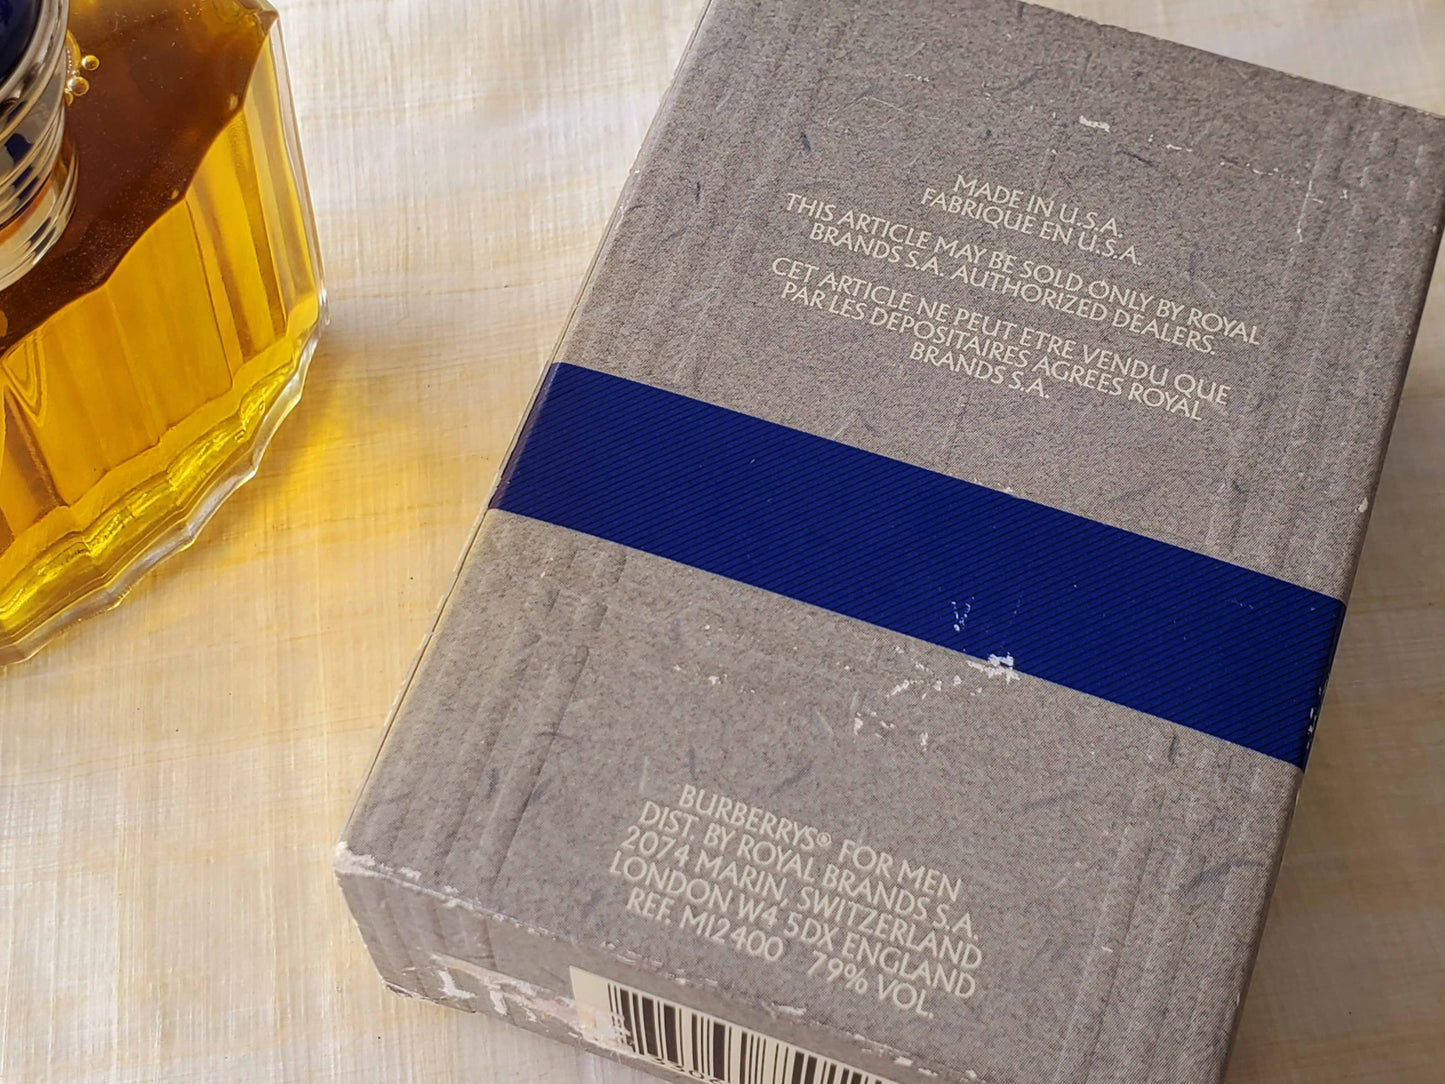 MADE IN U.S.A.
FABRIQUE EN U.S.A.
THIS ARTICLE MAY BE SOLD ONLY BY ROYAL
BRANDS S.A. AUTHORIZED DEALERS.
CET ARTICLE NE PEUT ETRE VENDU QUE
PAR LES DEPOSITAIRES AGREES ROYAL
BRANDS S.A.
BURBERRYS® FOR MEN
DIST. BY ROYAL BRANDS S.A.
2074 MARIN, SWITZERLAND
LONDON W4 5DX ENGLAND
REF. M12400 79% VOL.